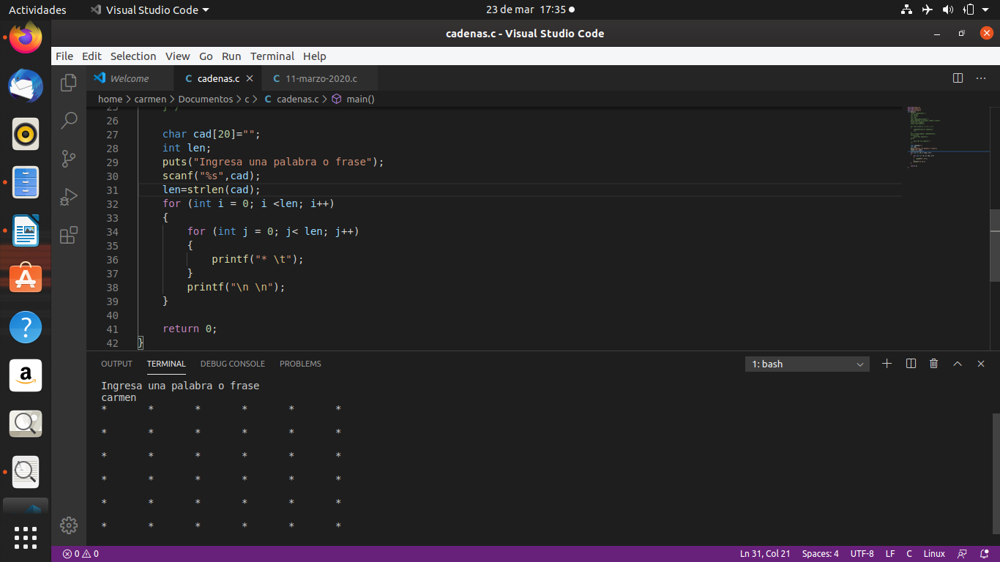 Actividades Visual Studio Code 23 de mar 17:35
cadenas.c - Visual Studio Code
File Edit Selection View Go Run Terminal Help
Welcome C cadenas.c C 11-marzo-2020.c
home > carmen > Documentos > c > C cadenas.c > main()
25 } /
26
27 char cad[20]="";
28 int len;
29 puts("Ingresa una palabra o frase");
30 scanf("%s",cad);
31 len=strlen(cad);
32 for (int i = 0; i <len; i++)
33 {
34 for (int j = 0; j< len; j++)
35 {
36 printf("* \t");
37 }
38 printf("\n \n");
39 }
40
41 return 0;
42 }
OUTPUT TERMINAL DEBUG CONSOLE PROBLEMS 1: bash
Ingresa una palabra o frase
carmen
* * * * * *
* * * * * *
* * * * * *
* * * * * *
* * * * * *
* * * * * *
0 0 Ln 31, Col 21 Spaces: 4 UTF-8 LF C Linux